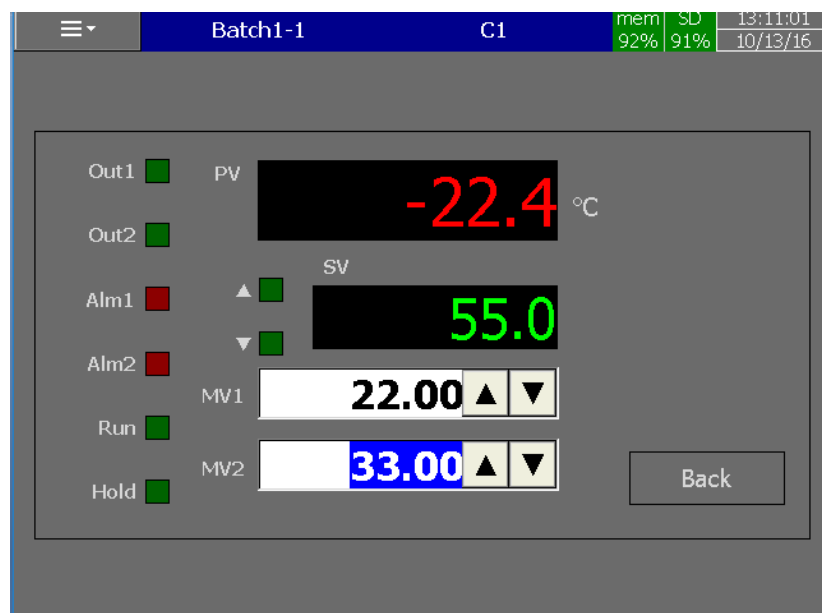 Batch1-1 C1 mem SD 13:11:01
92% 91% 10/13/16
Out1 PV -22.4 °C
Out2
SV
Alm1 55.0
Alm2
MV1 22.00
Run
MV2 33.00
Hold Back